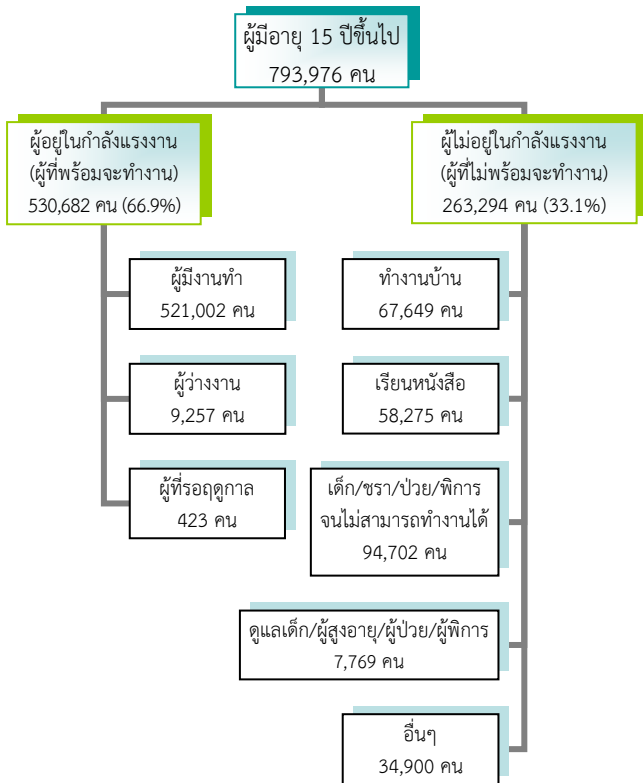 ผู้มีอายุ 15 ปีขึ้นไป
793,976 คน
ผู้อยู่ในกำลังแรงงาน
(ผู้ที่พร้อมจะทำงาน)
530,682 คน (66.9%)
ผู้ไม่อยู่ในกำลังแรงงาน
(ผู้ที่ไม่พร้อมจะทำงาน)
263,294 คน (33.1%)
ผู้มีงานทำ
521,002 คน
ผู้ว่างงาน
9,257 คน
ผู้ที่รอฤดูกาล
423 คน
ทำงานบ้าน
67,649 คน
เรียนหนังสือ
58,275 คน
เด็ก/ชรา/ป่วย/พิการ
จนไม่สามารถทำงานได้
94,702 คน
ดูแลเด็ก/ผู้สูงอายุ/ผู้ป่วย/ผู้พิการ
7,769 คน
อื่นๆ
34,900 คน